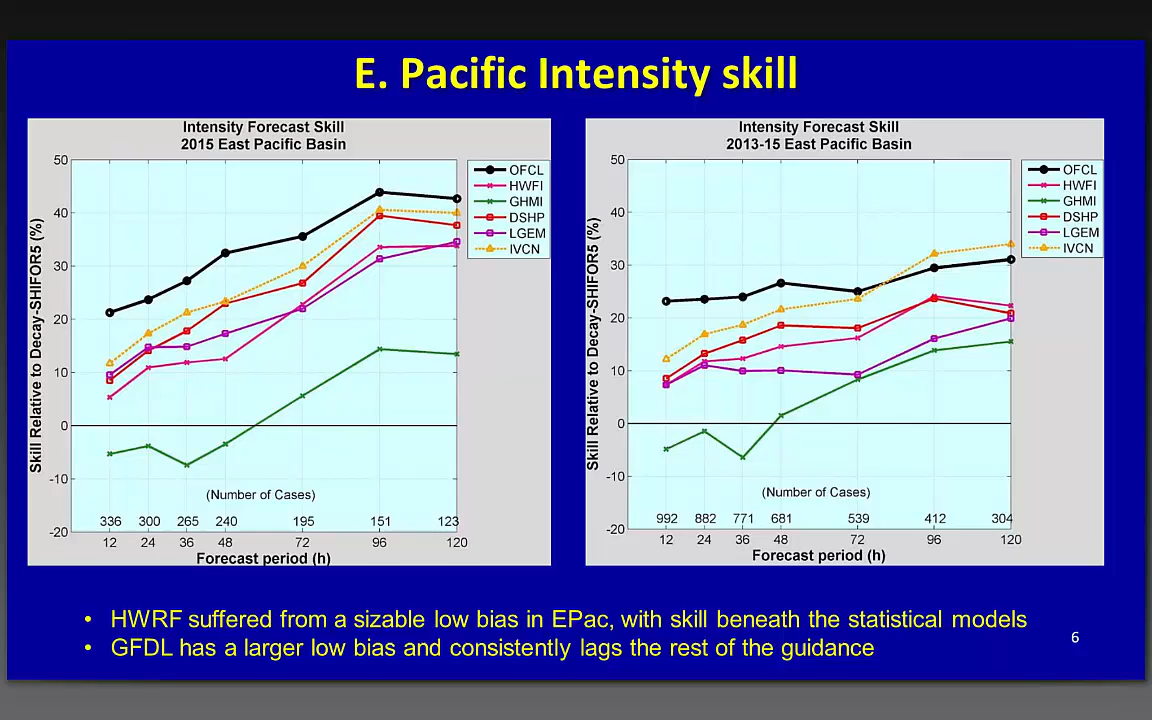 E. Pacific Intensity skill
Intensity Forecast Skill
2015 East Pacific Basin
Skill Relative to Decay-SHIFOR5 (%)
50
40
30
20
10
0
-10
-20
OFCL
HWFI
GHMI
DSHP
LGEM
IVCN
(Number of Cases)
336 300 265 240 195 151 123
12 24 36 48 72 96 120
Forecast period (h)
Intensity Forecast Skill
2013-15 East Pacific Basin
Skill Relative to Decay-SHIFOR5 (%)
50
40
30
20
10
0
-10
-20
OFCL
HWFI
GHMI
DSHP
LGEM
IVCN
(Number of Cases)
992 882 771 681 539 412 304
12 24 36 48 72 96 120
Forecast period (h)
• HWRF suffered from a sizable low bias in EPac, with skill beneath the statistical models
• GFDL has a larger low bias and consistently lags the rest of the guidance
6